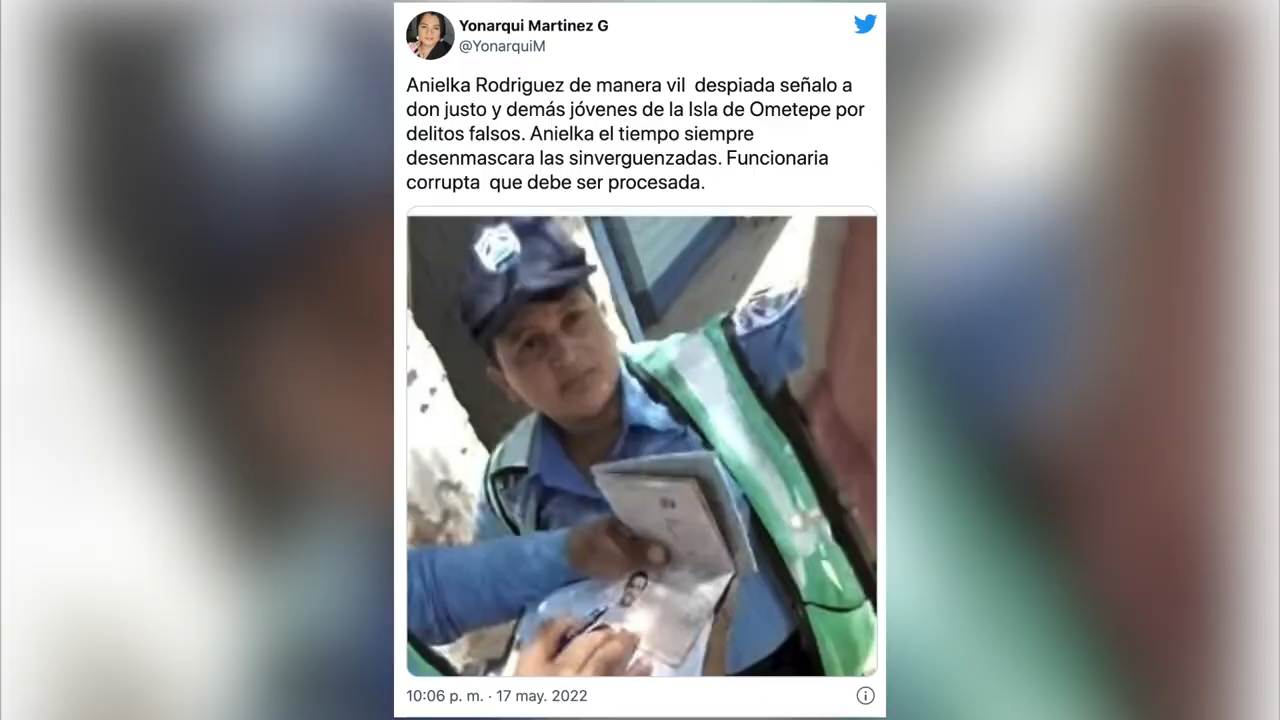 Yonarqui Martinez G
@YonarquiM
Anielka Rodriguez de manera vil  despiada señalo a
don justo y demás jóvenes de la Isla de Ometepe por
delitos falsos. Anielka el tiempo siempre
desenmascara las sinverguenzadas. Funcionaria
corrupta  que debe ser procesada.
10:06 p. m. · 17 may. 2022